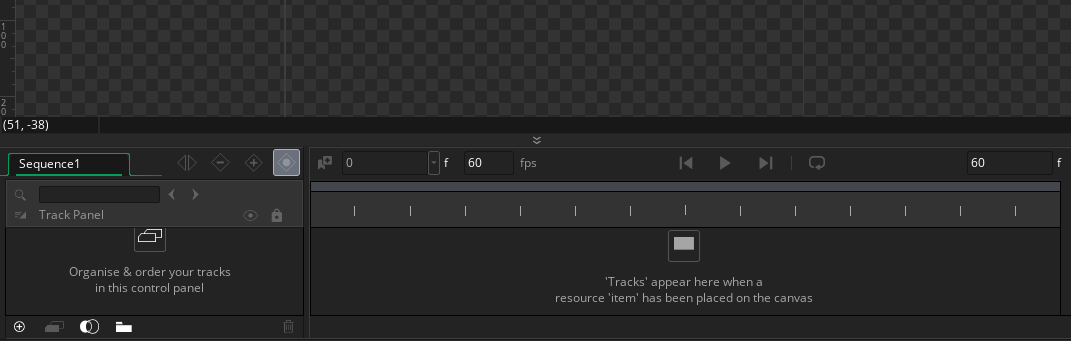 100
20
(51, -38)
Sequence1
0 f 60 fps
60 f
Track Panel
Organise & order your tracks
in this control panel
'Tracks' appear here when a
resource 'item' has been placed on the canvas